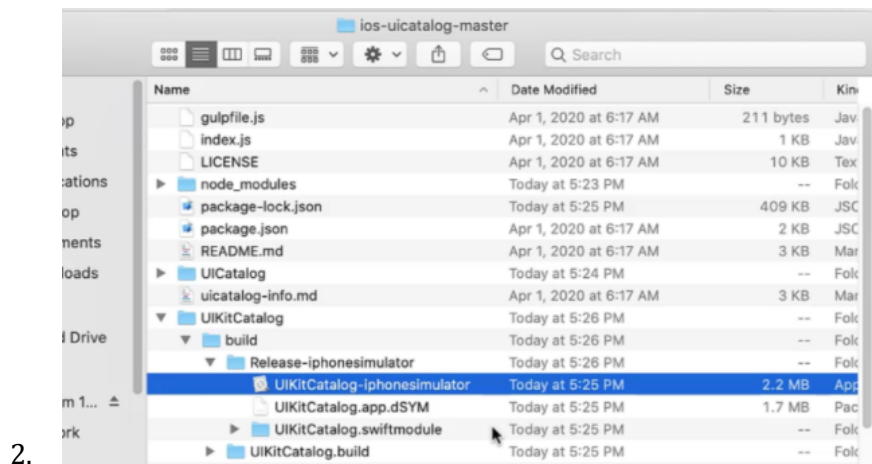 ios-uicatalog-master
Search
Name Date Modified Size Kin
op gulpfile.js Apr 1, 2020 at 6:17 AM 211 bytes Jav
index.js Apr 1, 2020 at 6:17 AM 1 KB Jav
nts LICENSE Apr 1, 2020 at 6:17 AM 10 KB Tex
cations node_modules Today at 5:23 PM -- Fold
op package-lock.json Today at 5:25 PM 409 KB JSC
package.json Apr 1, 2020 at 6:17 AM 2 KB JSC
ments README.md Apr 1, 2020 at 6:17 AM 3 KB Mar
loads UICatalog Today at 5:24 PM -- Fold
uicatalog-info.md Apr 1, 2020 at 6:17 AM 3 KB Mar
UIKitCatalog Today at 5:26 PM -- Fold
d Drive build Today at 5:26 PM -- Fold
Release-iphonesimulator Today at 5:26 PM -- Fold
UIKitCatalog-iphonesimulator Today at 5:25 PM 2.2 MB App
m 1... UIKitCatalog.app.dSYM Today at 5:25 PM 1.7 MB Pac
ork UIKitCatalog.swiftmodule Today at 5:25 PM -- Fold
2. UIKitCatalog.build Today at 5:25 PM -- Fold